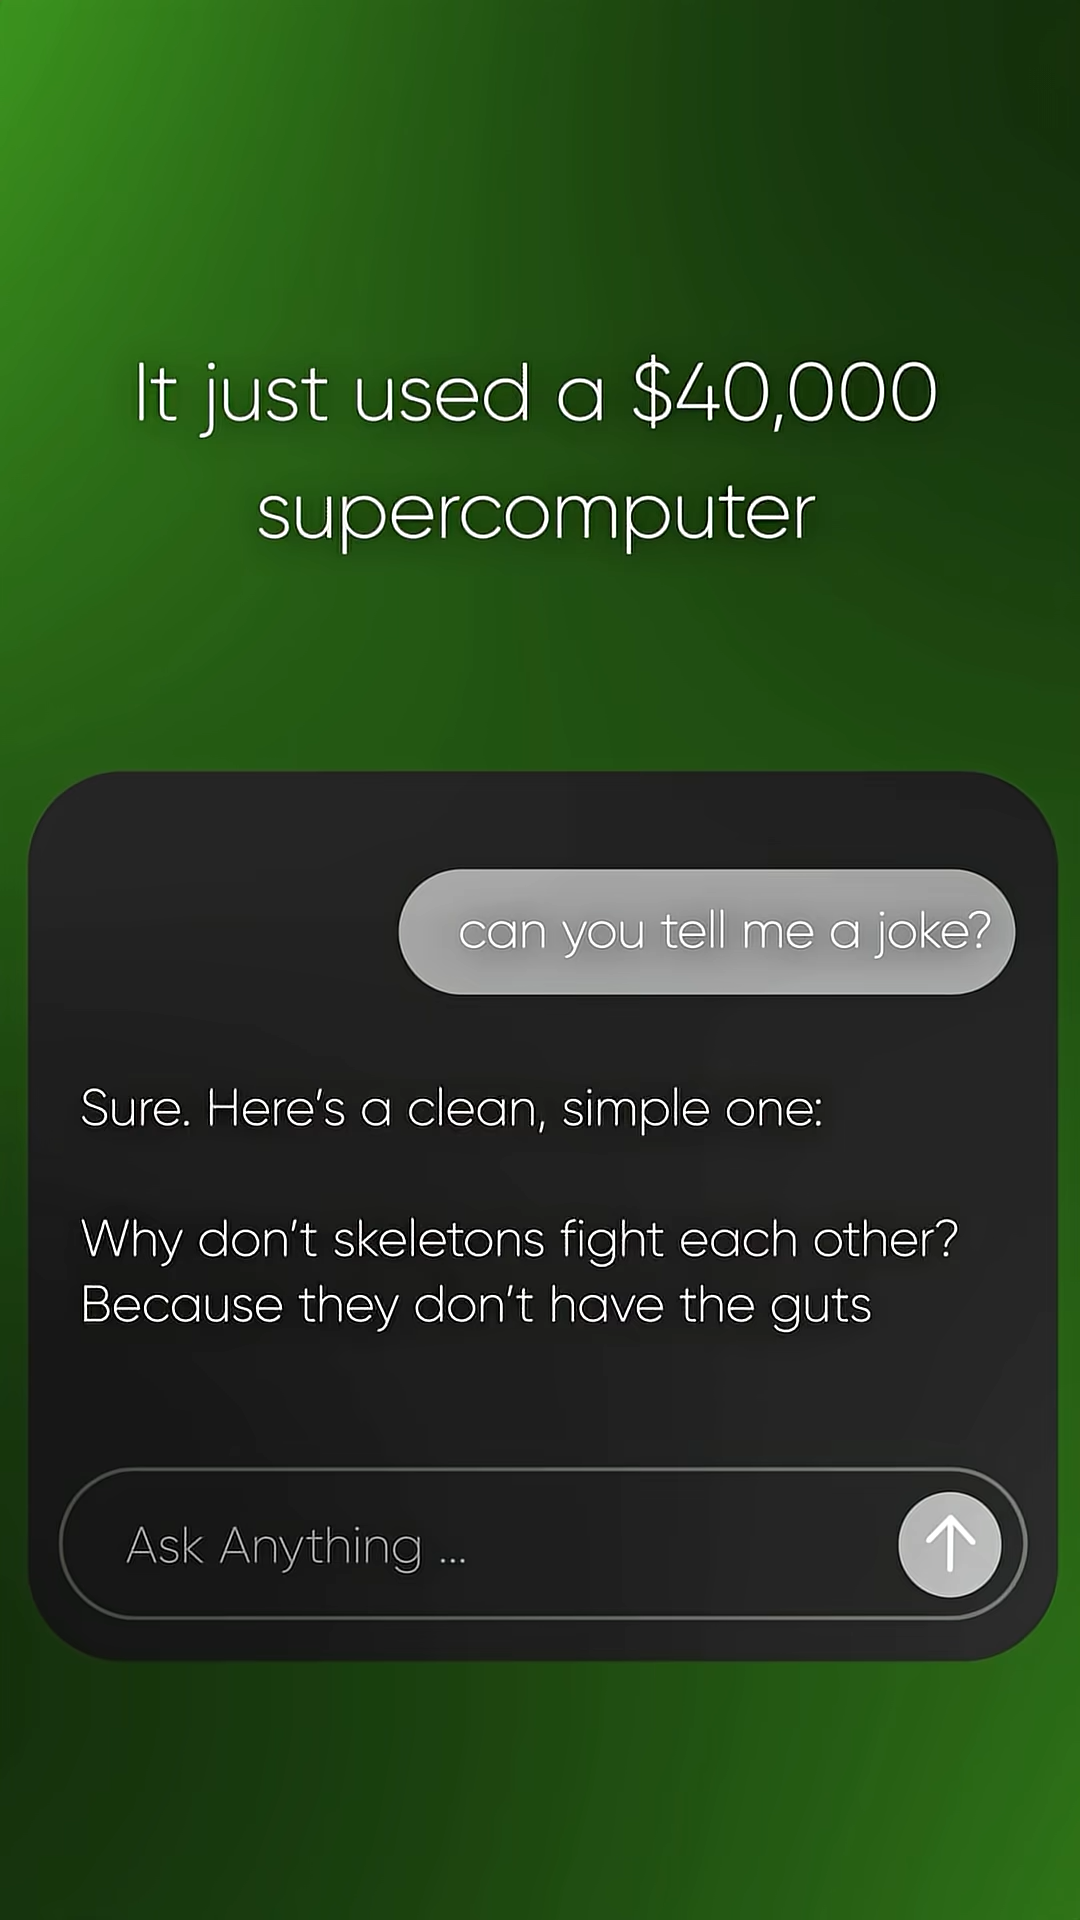 It just used a $40,000
supercomputer
can you tell me a joke?
Sure. Here’s a clean, simple one:
Why don’t skeletons fight each other?
Because they don’t have the guts
Ask Anything ...